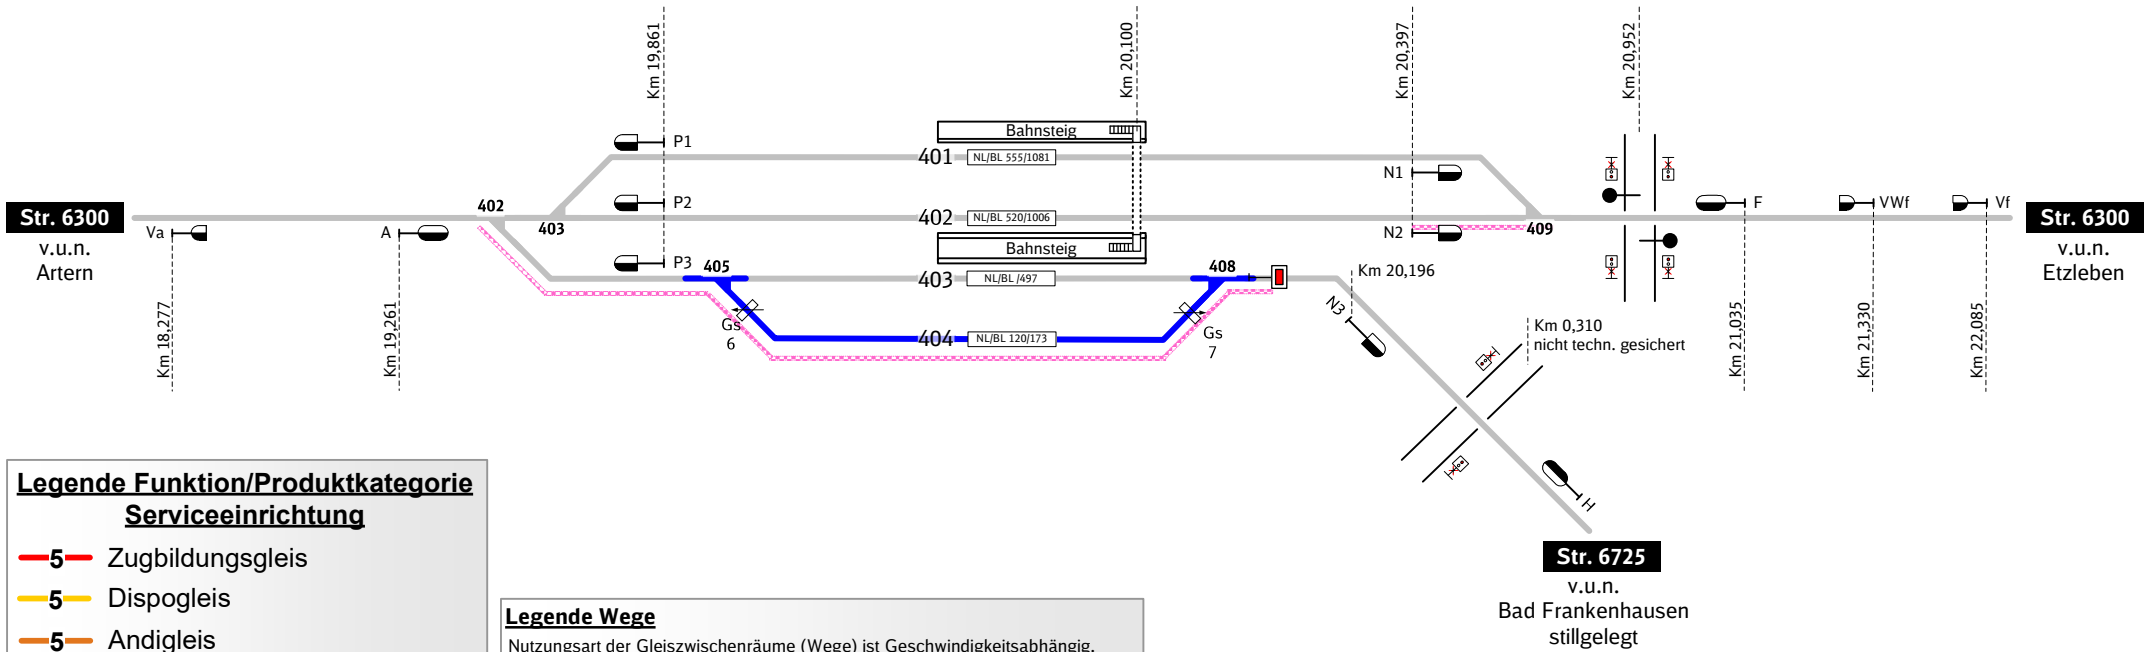 Km 19,861
Km 20,100
Km 20,397
Km 20,952
P1
Bahnsteig
401 NL/BL 555/1081
N1
Str. 6300
v.u.n.
Artern
Va
A
402
403
P2
402 NL/BL 520/1006
N2
409
F
VWf
Vf
Str. 6300
v.u.n.
Etzleben
Bahnsteig
P3
405
403 NL/BL /497
408
Km 20,196
N3
Gs
6
404 NL/BL 120/173
Gs
7
Km 0,310
nicht techn. gesichert
Km 18,277
Km 19,261
Km 21,035
Km 21,330
Km 22,085
H
Str. 6725
v.u.n.
Bad Frankenhausen
stillgelegt
Legende Funktion/Produktkategorie
Serviceeinrichtung
5 Zugbildungsgleis
5 Dispogleis
5 Andigleis
Legende Wege
Nutzungsart der Gleiszwischenräume (Wege) ist Geschwindigkeitsabhängig.